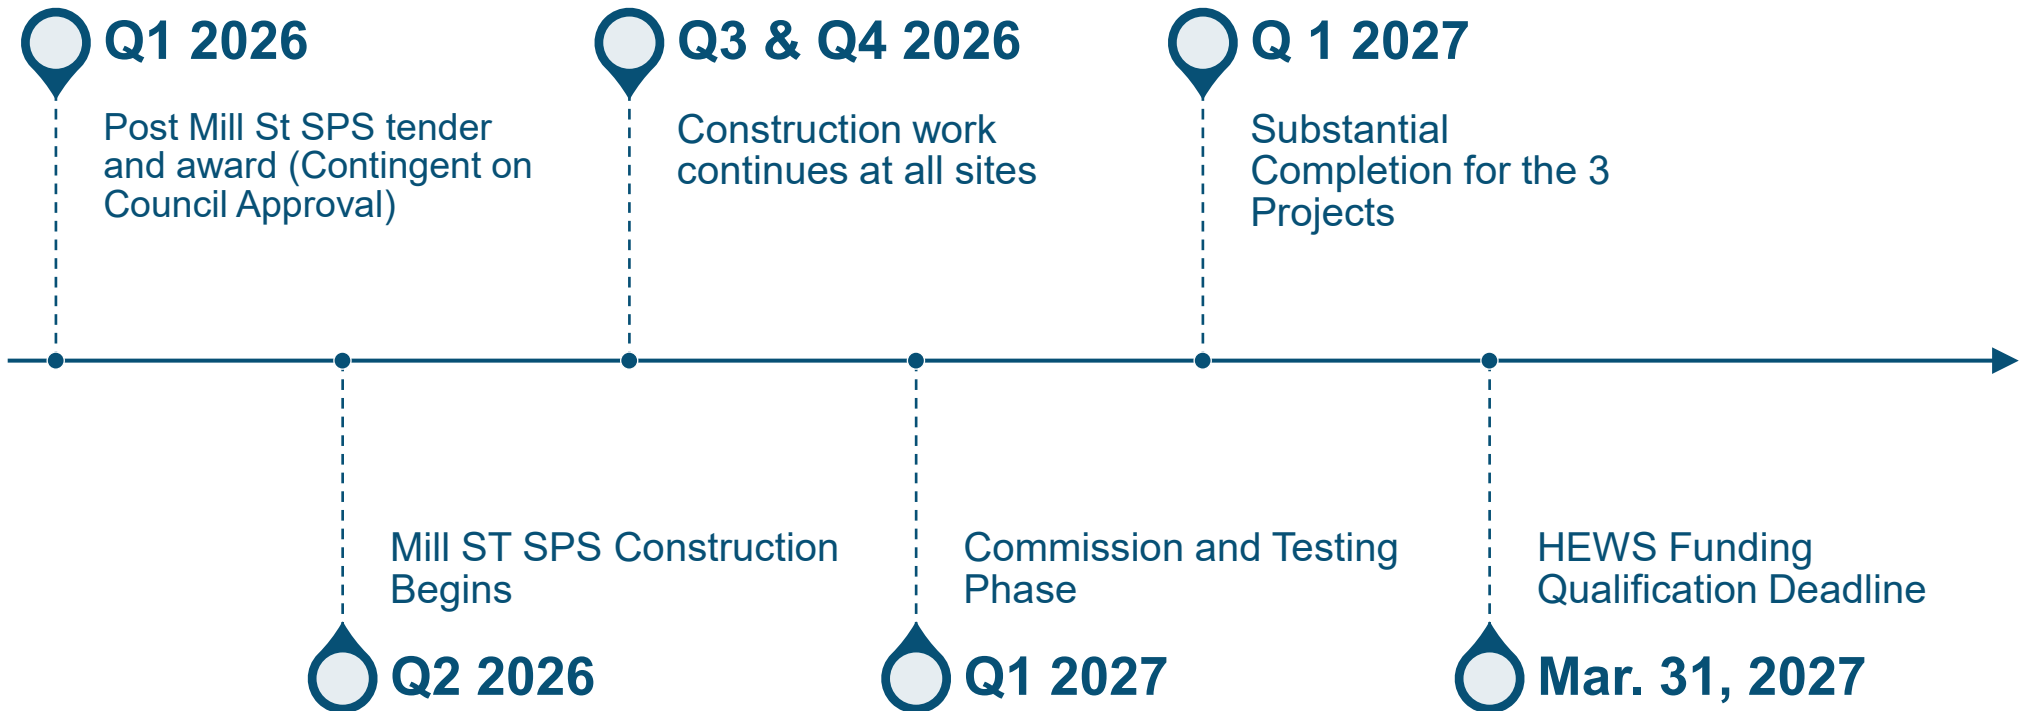 Q1 2026
Post Mill St SPS tender
and award (Contingent on
Council Approval)
Q3 & Q4 2026
Construction work
continues at all sites
Q 1 2027
Substantial
Completion for the 3
Projects
Mill ST SPS Construction
Begins
Q2 2026
Commission and Testing
Phase
Q1 2027
HEWS Funding
Qualification Deadline
Mar. 31, 2027